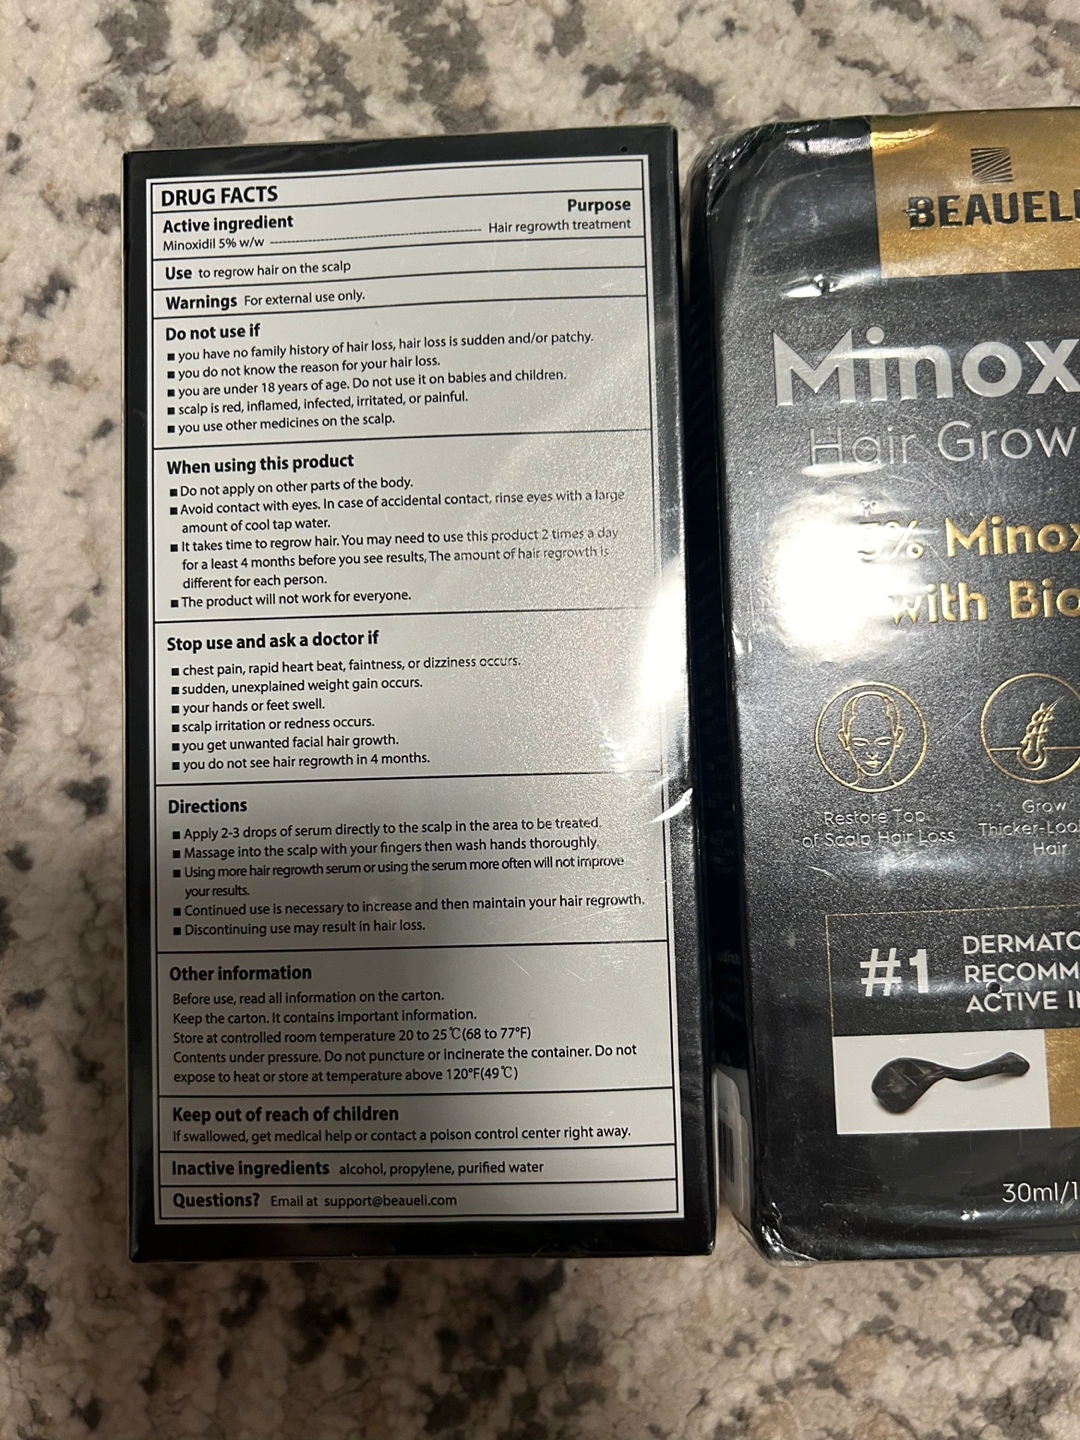 DRUG FACTS
Active ingredient Purpose
Minoxidil 5% w/w ---------------------------------------- Hair regrowth treatment
Use to regrow hair on the scalp
Warnings For external use only.
Do not use if
■ you have no family history of hair loss, hair loss is sudden and/or patchy.
■ you do not know the reason for your hair loss.
■ you are under 18 years of age. Do not use it on babies and children.
■ scalp is red, inflamed, infected, irritated, or painful.
■ you use other medicines on the scalp.
When using this product
■ Do not apply on other parts of the body.
■ Avoid contact with eyes. In case of accidental contact, rinse eyes with a large
amount of cool tap water.
■ It takes time to regrow hair. You may need to use this product 2 times a day
for a least 4 months before you see results, The amount of hair regrowth is
different for each person.
■ The product will not work for everyone.
Stop use and ask a doctor if
■ chest pain, rapid heart beat, faintness, or dizziness occurs.
■ sudden, unexplained weight gain occurs.
■ your hands or feet swell.
■ scalp irritation or redness occurs.
■ you get unwanted facial hair growth.
■ you do not see hair regrowth in 4 months.
Directions
■ Apply 2-3 drops of serum directly to the scalp in the area to be treated.
■ Massage into the scalp with your fingers then wash hands thoroughly.
■ Using more hair regrowth serum or using the serum more often will not improve
your results.
■ Continued use is necessary to increase and then maintain your hair regrowth.
■ Discontinuing use may result in hair loss.
Other information
Before use, read all information on the carton.
Keep the carton. It contains important information.
Store at controlled room temperature 20 to 25℃(68 to 77°F)
Contents under pressure. Do not puncture or incinerate the container. Do not
expose to heat or store at temperature above 120°F(49℃)
Keep out of reach of children
If swallowed, get medical help or contact a poison control center right away.
Inactive ingredients alcohol, propylene, purified water
Questions? Email at support@beaueli.com
BEAUELI
Minox
Hair Grow
5% Minox
with Bio
Restore Top
of Scalp Hair Loss
Grow
Thicker-Loo
Hair
#1
DERMATO
RECOMM
ACTIVE I
30ml/1